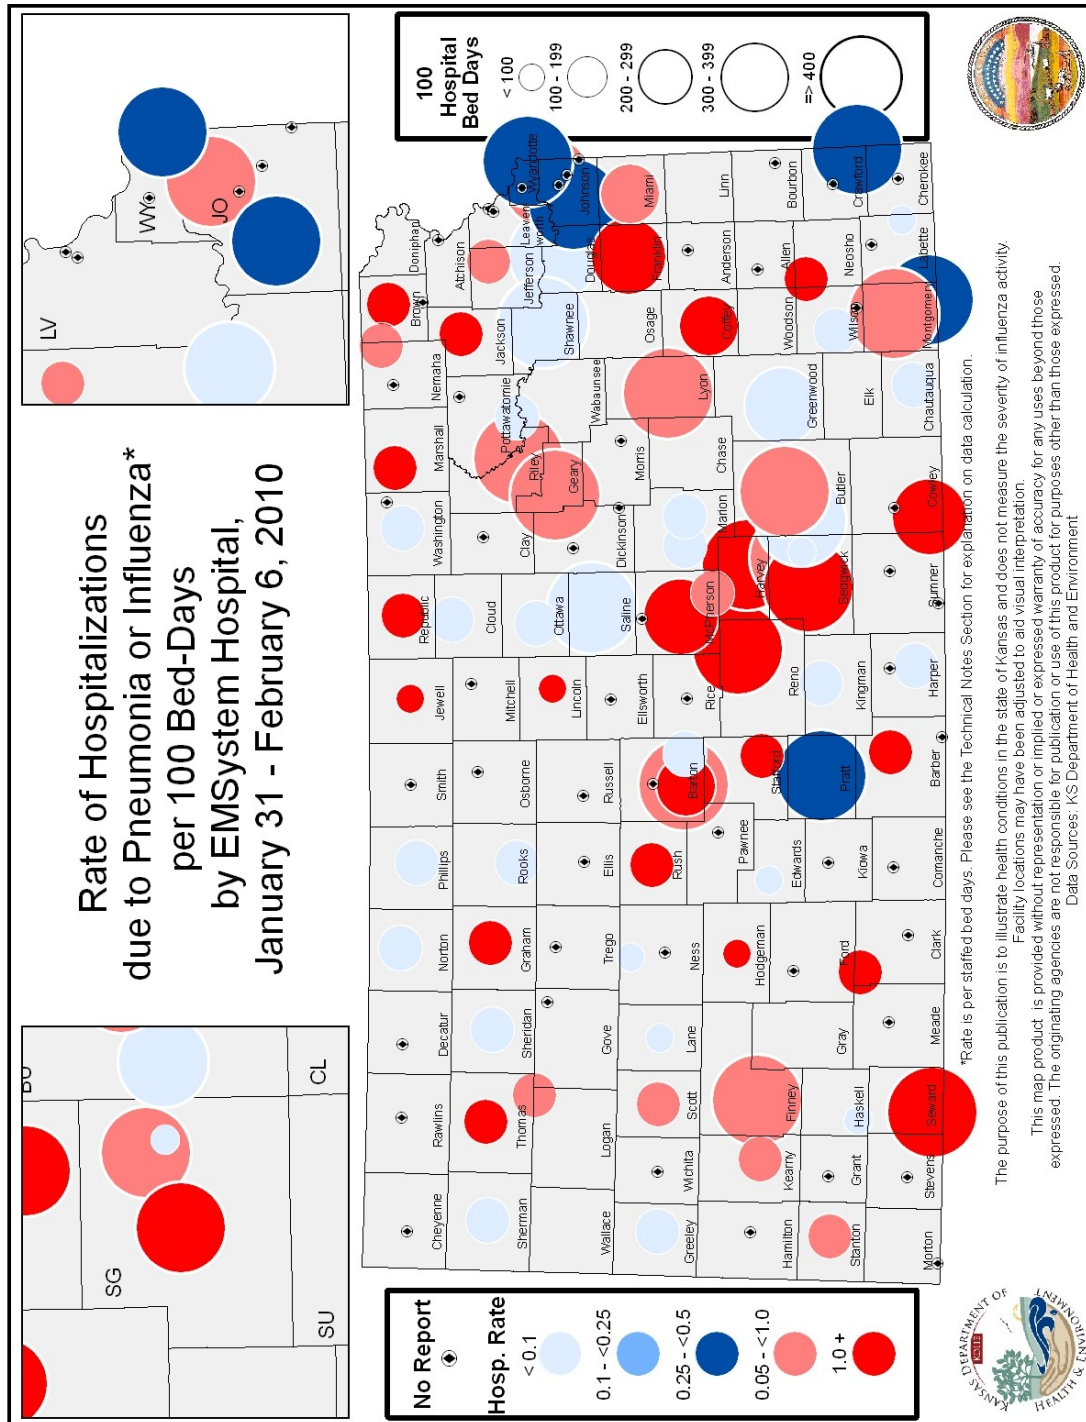 Rate of Hospitalizations
due to Pneumonia or Influenza*
per 100 Bed-Days
by EMSystem Hospital,
January 31 - February 6, 2010
SG
SU
CL
LV
WY
JO
No Report
Hosp. Rate
< 0.1
0.1 - <0.25
0.25 - <0.5
0.05 - <1.0
1.0 +
100
Hospital
Bed Days
< 100
100 - 199
200 - 299
300 - 399
=> 400
Cheyenne
Rawlins
Decatur
Norton
Phillips
Smith
Jewell
Republic
Washington
Marshall
Nemaha
Brown
Doniphan
Sherman
Thomas
Sheridan
Graham
Rooks
Osborne
Mitchell
Cloud
Clay
Riley
Pottawatomie
Jackson
Atchison
Jefferson
Leaven-
worth
Wyandotte
Wallace
Logan
Gove
Trego
Ellis
Russell
Lincoln
Ottawa
Dickinson
Geary
Wabaunsee
Shawnee
Douglas
Johnson
Greeley
Wichita
Scott
Lane
Ness
Rush
Barton
Ellsworth
Saline
Morris
Lyon
Osage
Franklin
Miami
Hamilton
Kearny
Finney
Hodgeman
Pawnee
Stafford
Rice
McPherson
Marion
Chase
Coffey
Anderson
Linn
Stanton
Grant
Haskell
Gray
Ford
Edwards
Kiowa
Pratt
Reno
Harvey
Sedgwick
Butler
Greenwood
Woodson
Allen
Bourbon
Morton
Stevens
Seward
Meade
Clark
Comanche
Barber
Kingman
Harper
Sumner
Cowley
Elk
Chautauqua
Wilson
Montgomery
Neosho
Labette
Crawford
Cherokee
*Rate is per staffed bed days. Please see the Technical Notes Section for explanation on data calculation.
The purpose of this publication is to illustrate health conditions in the state of Kansas and does not measure the severity of influenza activity.
Facility locations may have been adjusted to aid visual interpretation.
This map product is provided without representation or implied or expressed warranty of accuracy for any uses beyond those
expressed. The originating agencies are not responsible for publication or use of this product for purposes other than those expressed.
Data Sources: KS Department of Health and Environment
KANSAS DEPARTMENT OF
HEALTH & ENVIRONMENT